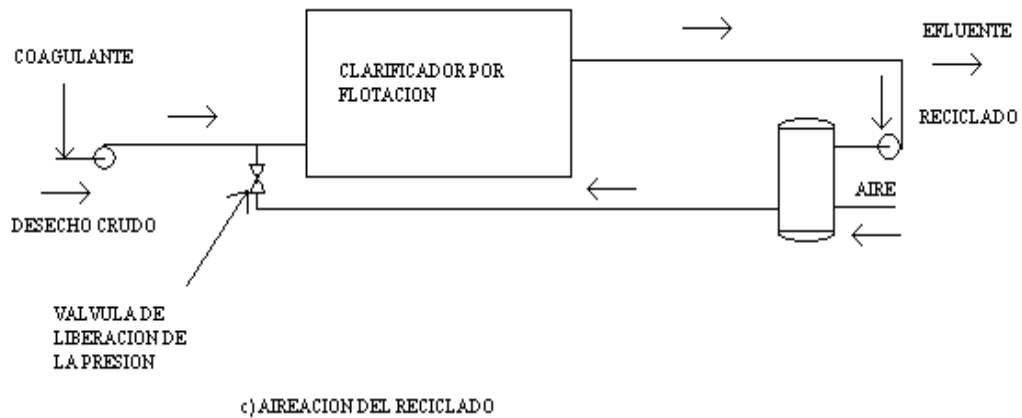 COAGULANTE
DESECHO CRUDO
CLARIFICADOR POR
FLOTACION
EFLUENTE
RECICLADO
AIRE
VALVULA DE
LIBERACION DE
LA PRESION
c) AIREACION DEL RECICLADO